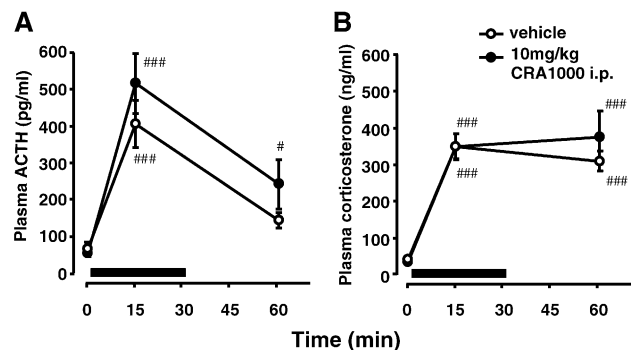 A
B
vehicle
10mg/kg
CRA1000 i.p.
Plasma ACTH (pg/ml)
600
500
400
300
200
100
0
###
###
#
0 15 30 45 60
Plasma corticosterone (ng/ml)
600
500
400
300
200
100
0
###
###
###
###
0 15 30 45 60
Time (min)